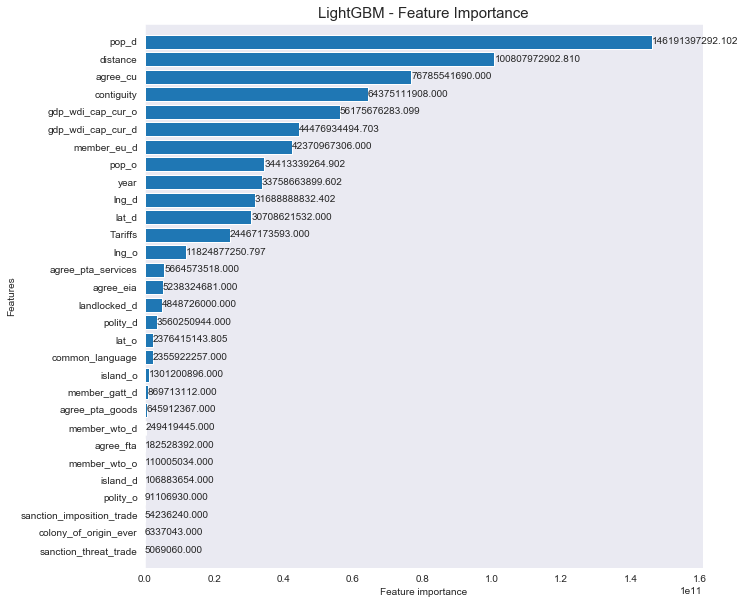 LightGBM - Feature Importance
pop_d 146191397292.102
distance 100807972902.810
agree_cu 76785541690.000
contiguity 64375111908.000
gdp_wdi_cap_cur_o 56175676283.099
gdp_wdi_cap_cur_d 44476934494.703
member_eu_d 42370967306.000
pop_o 34413339264.902
year 33758663899.602
lng_d 31688888832.402
lat_d 30708621532.000
Tariffs 24467173593.000
lng_o 11824877250.797
agree_pta_services 5664573518.000
agree_eia 5238324681.000
landlocked_d 4848726000.000
polity_d 3560250944.000
lat_o 2376415143.805
common_language 2355922257.000
island_o 1301200896.000
member_gatt_d 869713112.000
agree_pta_goods 645912367.000
member_wto_d 249419445.000
agree_fta 182528392.000
member_wto_o 110005034.000
island_d 106883654.000
polity_o 91106930.000
sanction_imposition_trade 54236240.000
colony_of_origin_ever 6337043.000
sanction_threat_trade 5069060.000
Features
0.0 0.2 0.4 0.6 0.8 1.0 1.2 1.4 1.6
1e11
Feature importance